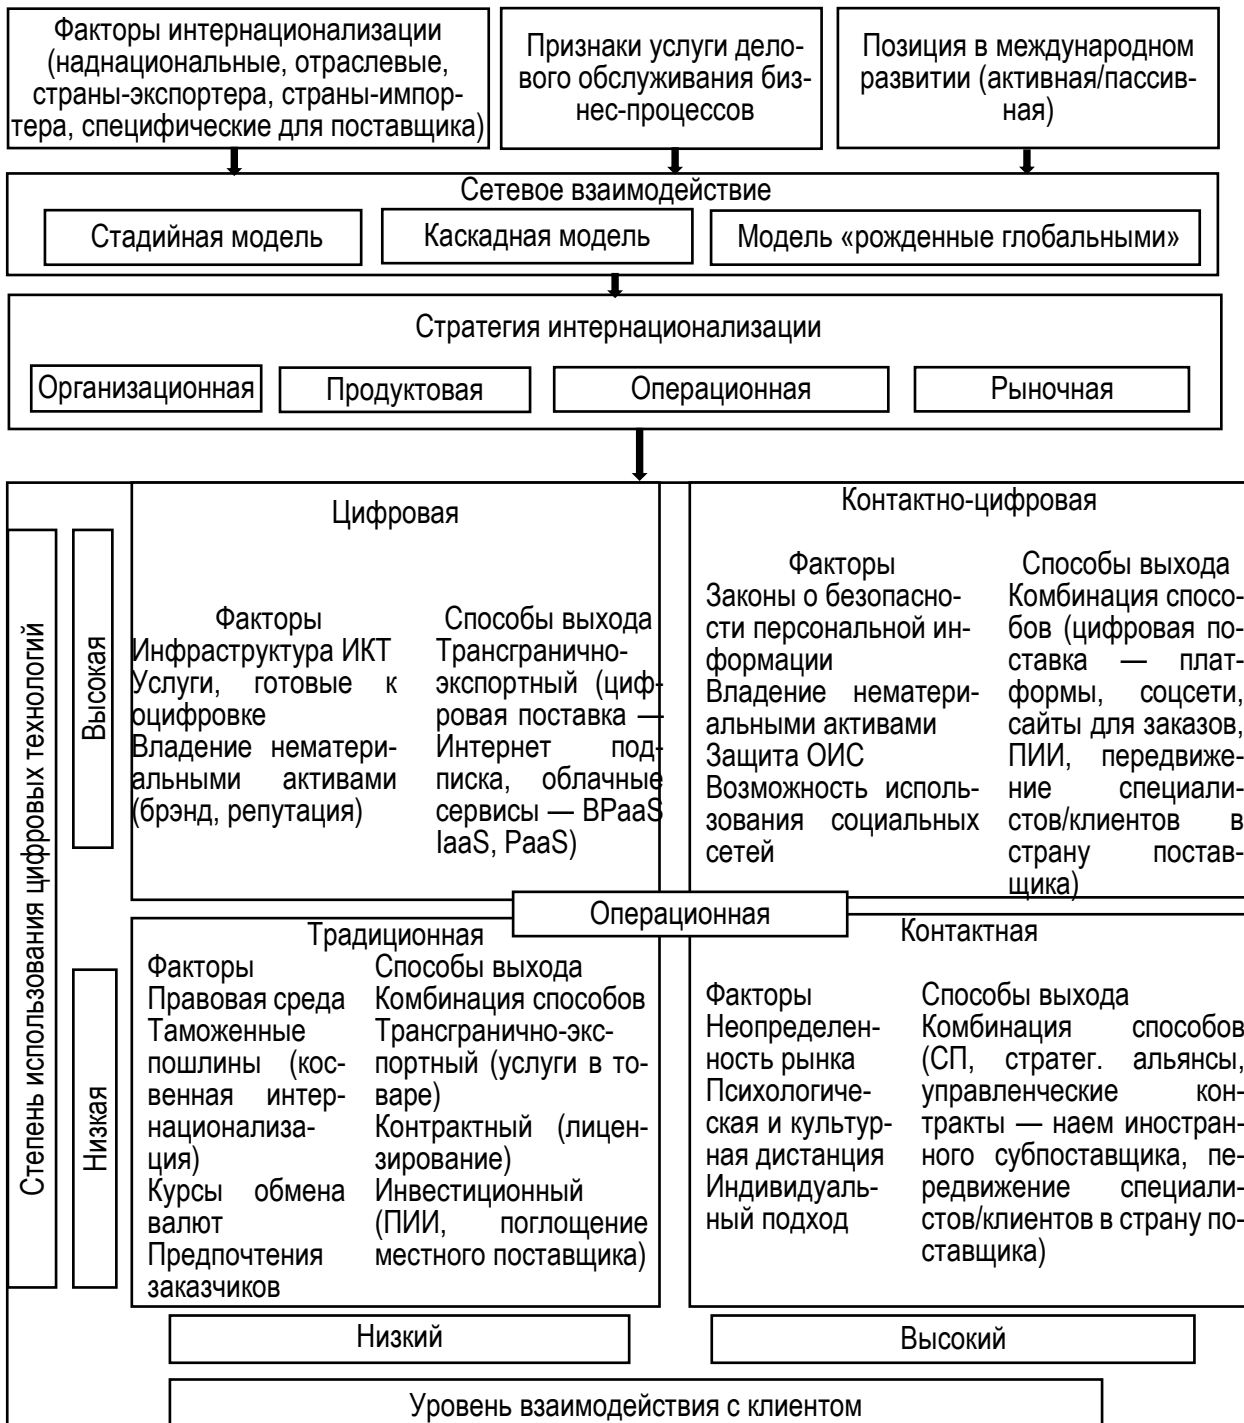 Факторы интернационализации
(наднациональные, отраслевые,
страны-экспортера, страны-импор-
тера, специфические для поставщика)
Признаки услуги дело-
вого обслуживания биз-
нес-процессов
Позиция в международном
развитии (активная/пассив-
ная)
Сетевое взаимодействие
Стадийная модель
Каскадная модель
Модель «рожденные глобальными»
Стратегия интернационализации
Организационная
Продуктовая
Операционная
Рыночная
Степень использования цифровых технологий
Высокая
Цифровая
Факторы
Инфраструктура ИКТ
Услуги, готовые к
оцифровке
Владение нематери-
альными активами
(брэнд, репутация)
Способы выхода
Трансгранично-
экспортный (циф-
ровая поставка —
Интернет под-
писка, облачные
сервисы — BPaaS
IaaS, PaaS)
Контактно-цифровая
Факторы
Законы о безопасно-
сти персональной ин-
формации
Владение нематери-
альными активами
Защита ОИС
Возможность исполь-
зования социальных
сетей
Способы выхода
Комбинация спосо-
бов (цифровая по-
ставка — плат-
формы, соцсети,
сайты для заказов,
ПИИ, передвиже-
ние специали-
стов/клиентов в
страну постав-
щика)
Операционная
Низкая
Традиционная
Факторы
Правовая среда
Таможенные
пошлины (кос-
венная интер-
национализа-
ция)
Курсы обмена
валют
Предпочтения
заказчиков
Способы выхода
Комбинация способов
Трансгранично-экс-
портный (услуги в то-
варе)
Контрактный (лицен-
зирование)
Инвестиционный
(ПИИ, поглощение
местного поставщика)
Контактная
Факторы
Неопределен-
ность рынка
Психологиче-
ская и культур-
ная дистанция
Индивидуаль-
ный подход
Способы выхода
Комбинация способов
(СП, стратег. альянсы,
управленческие кон-
тракты — наем иностран-
ного субпоставщика, пе-
редвижение специали-
стов/клиентов в страну по-
ставщика)
Низкий
Высокий
Уровень взаимодействия с клиентом